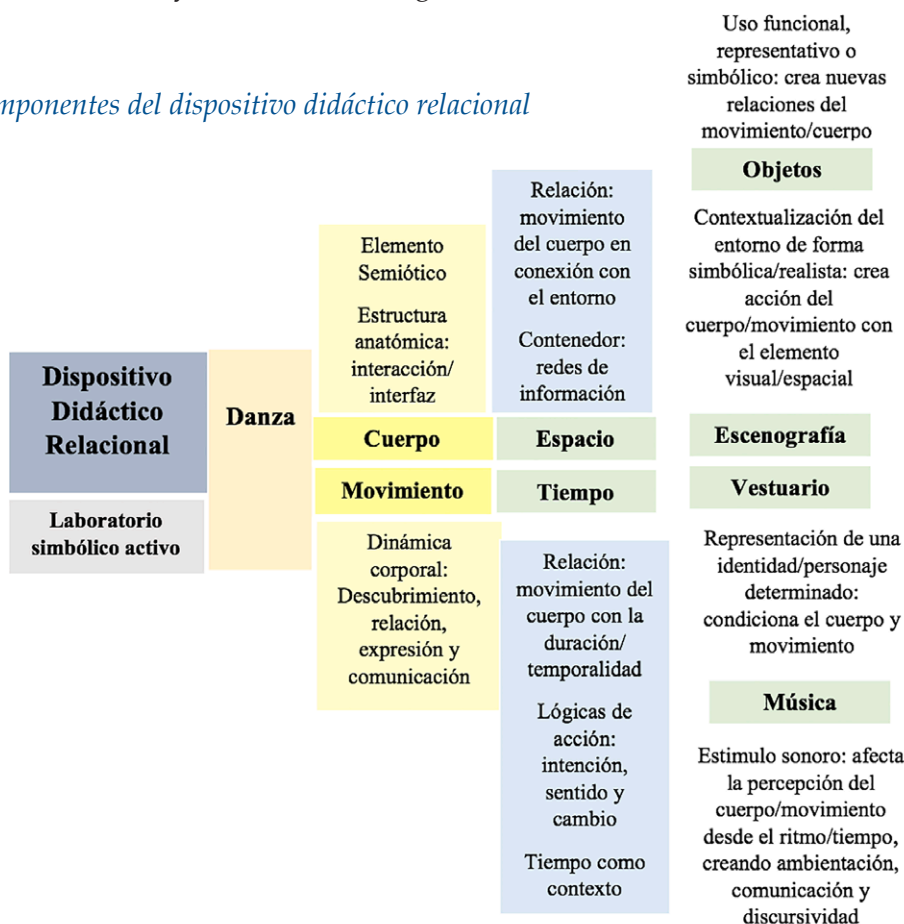 mponentes del dispositivo didáctico relacional
Dispositivo
Didáctico
Relacional
Laboratorio
simbólico activo
Danza
Elemento
Semiótico
Estructura
anatómica:
interacción/
interfaz
Cuerpo
Movimiento
Dinámica
corporal:
Descubrimiento,
relación,
expresión y
comunicación
Relación:
movimiento
del cuerpo en
conexión con
el entorno
Contenedor:
redes de
información
Espacio
Tiempo
Relación:
movimiento del
cuerpo con la
duración/
temporalidad
Lógicas de
acción:
intención,
sentido y
cambio
Tiempo como
contexto
Uso funcional,
representativo o
simbólico: crea nuevas
relaciones del
movimiento/cuerpo
Objetos
Contextualización del
entorno de forma
simbólica/realista: crea
acción del
cuerpo/movimiento con
el elemento
visual/espacial
Escenografía
Vestuario
Representación de una
identidad/personaje
determinado:
condiciona el cuerpo y
movimiento
Música
Estimulo sonoro: afecta
la percepción del
cuerpo/movimiento
desde el ritmo/tiempo,
creando ambientación,
comunicación y
discursividad